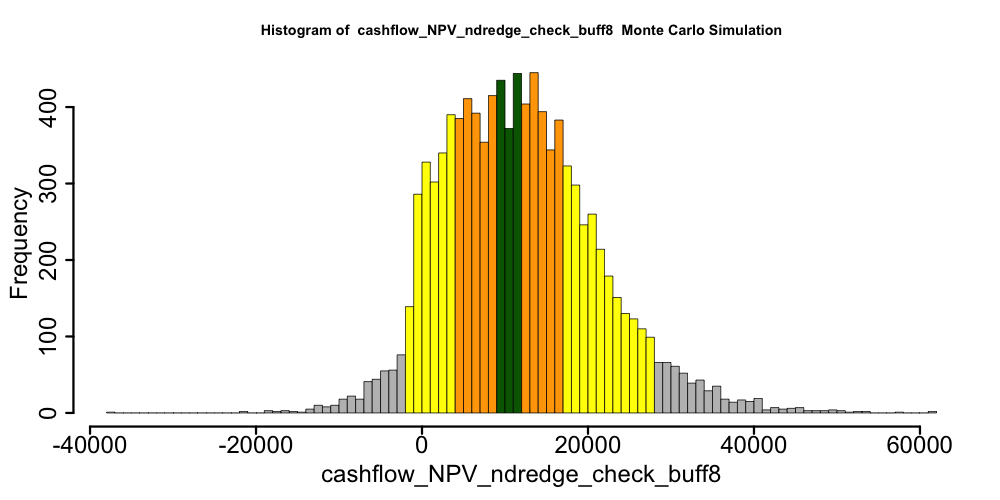 Histogram of  cashflow_NPV_ndredge_check_buff8  Monte Carlo Simulation
Frequency
400
300
200
100
0
-40000 -20000 0 20000 40000 60000
cashflow_NPV_ndredge_check_buff8